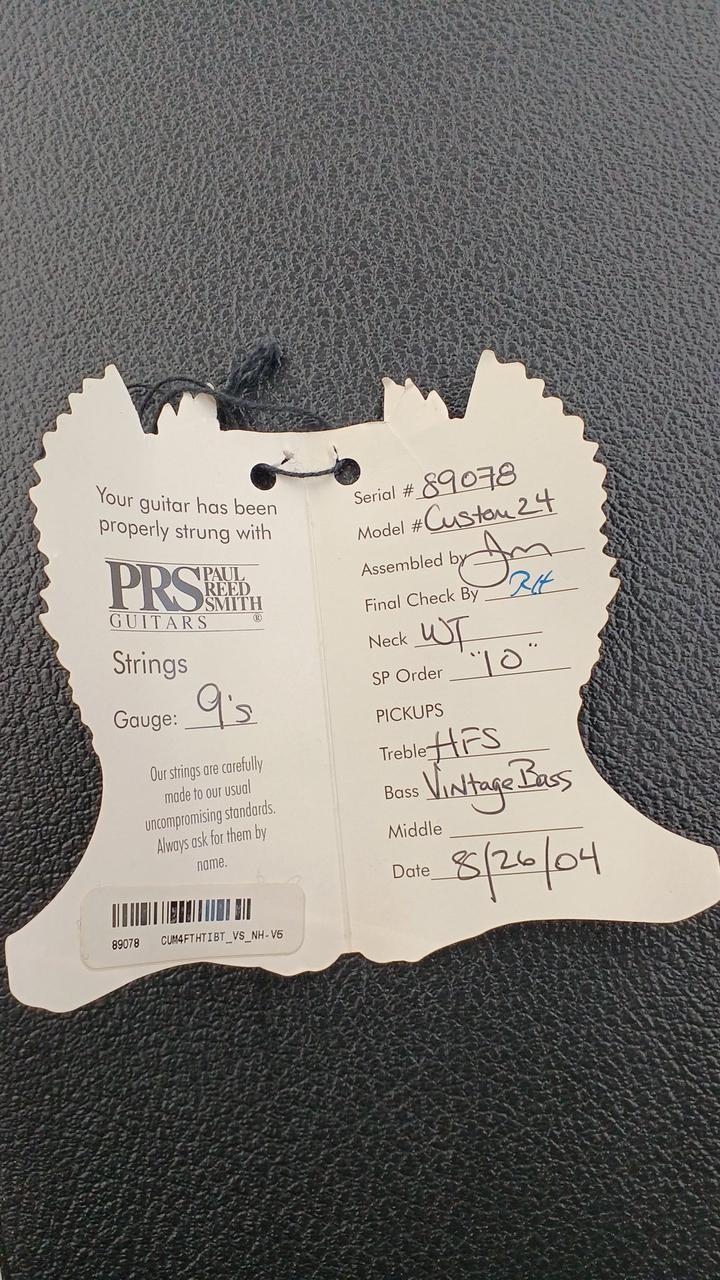 Your guitar has been
properly strung with
PRS PAUL
REED
SMITH
GUITARS ®
Strings
Gauge: 9's
Our strings are carefully
made to our usual
uncompromising standards.
Always ask for them by
name.
89078 CUM4FTHTIBT_VS_NH-V6
Serial # 89078
Model # Custom 24
Assembled by
Final Check By RH
Neck WT
SP Order "10"
PICKUPS
Treble HFS
Bass Vintage Bass
Middle
Date 8/26/04